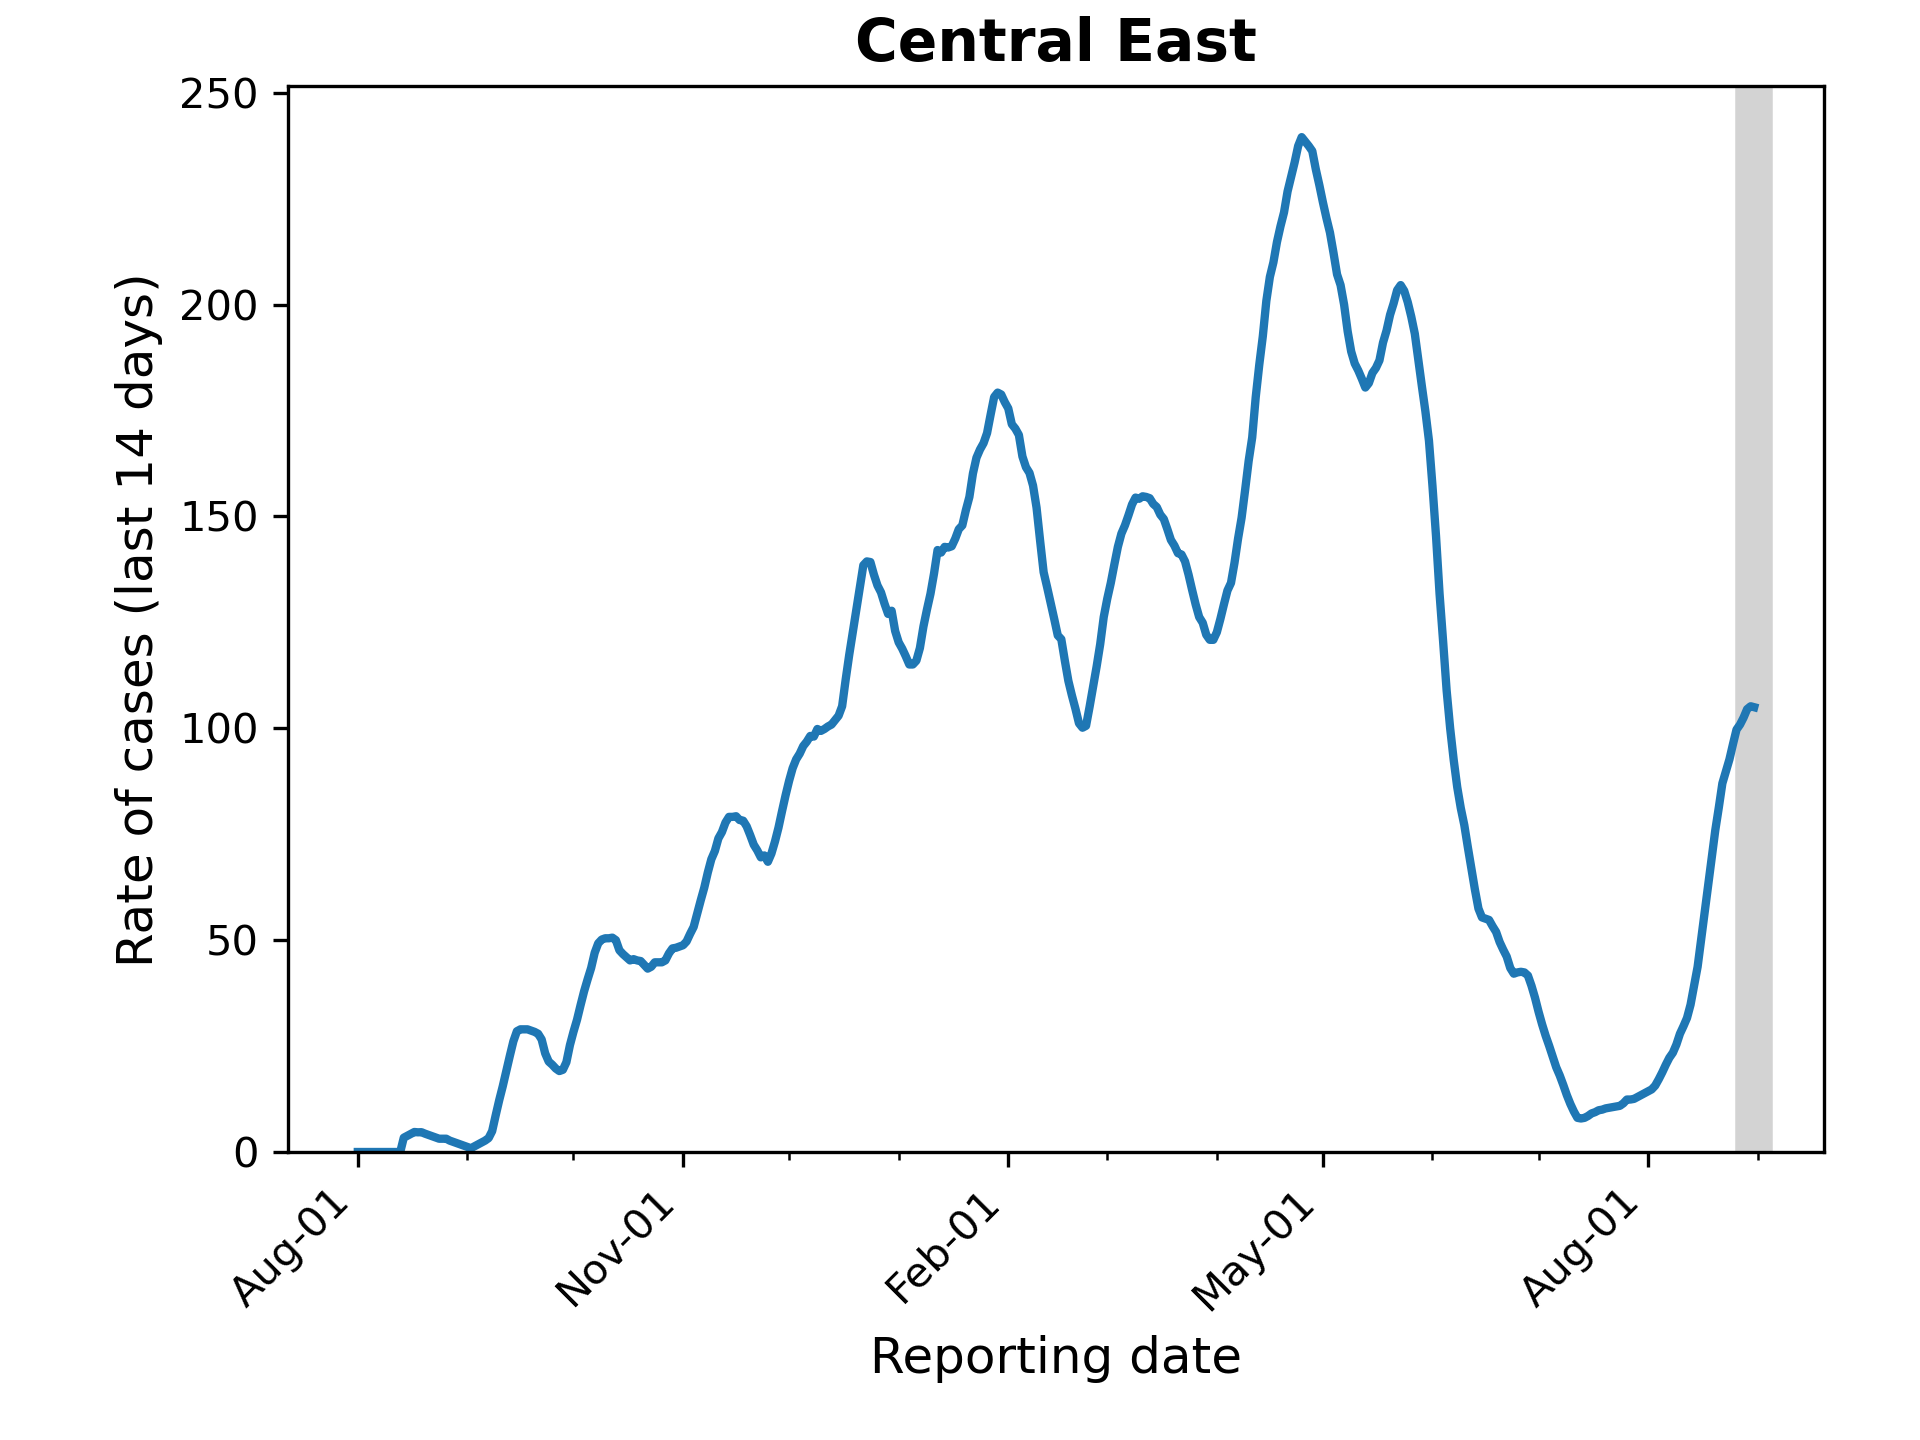 Central East
250
200
150
100
50
0
Rate of cases (last 14 days)
Aug-01
Nov-01
Feb-01
May-01
Aug-01
Reporting date